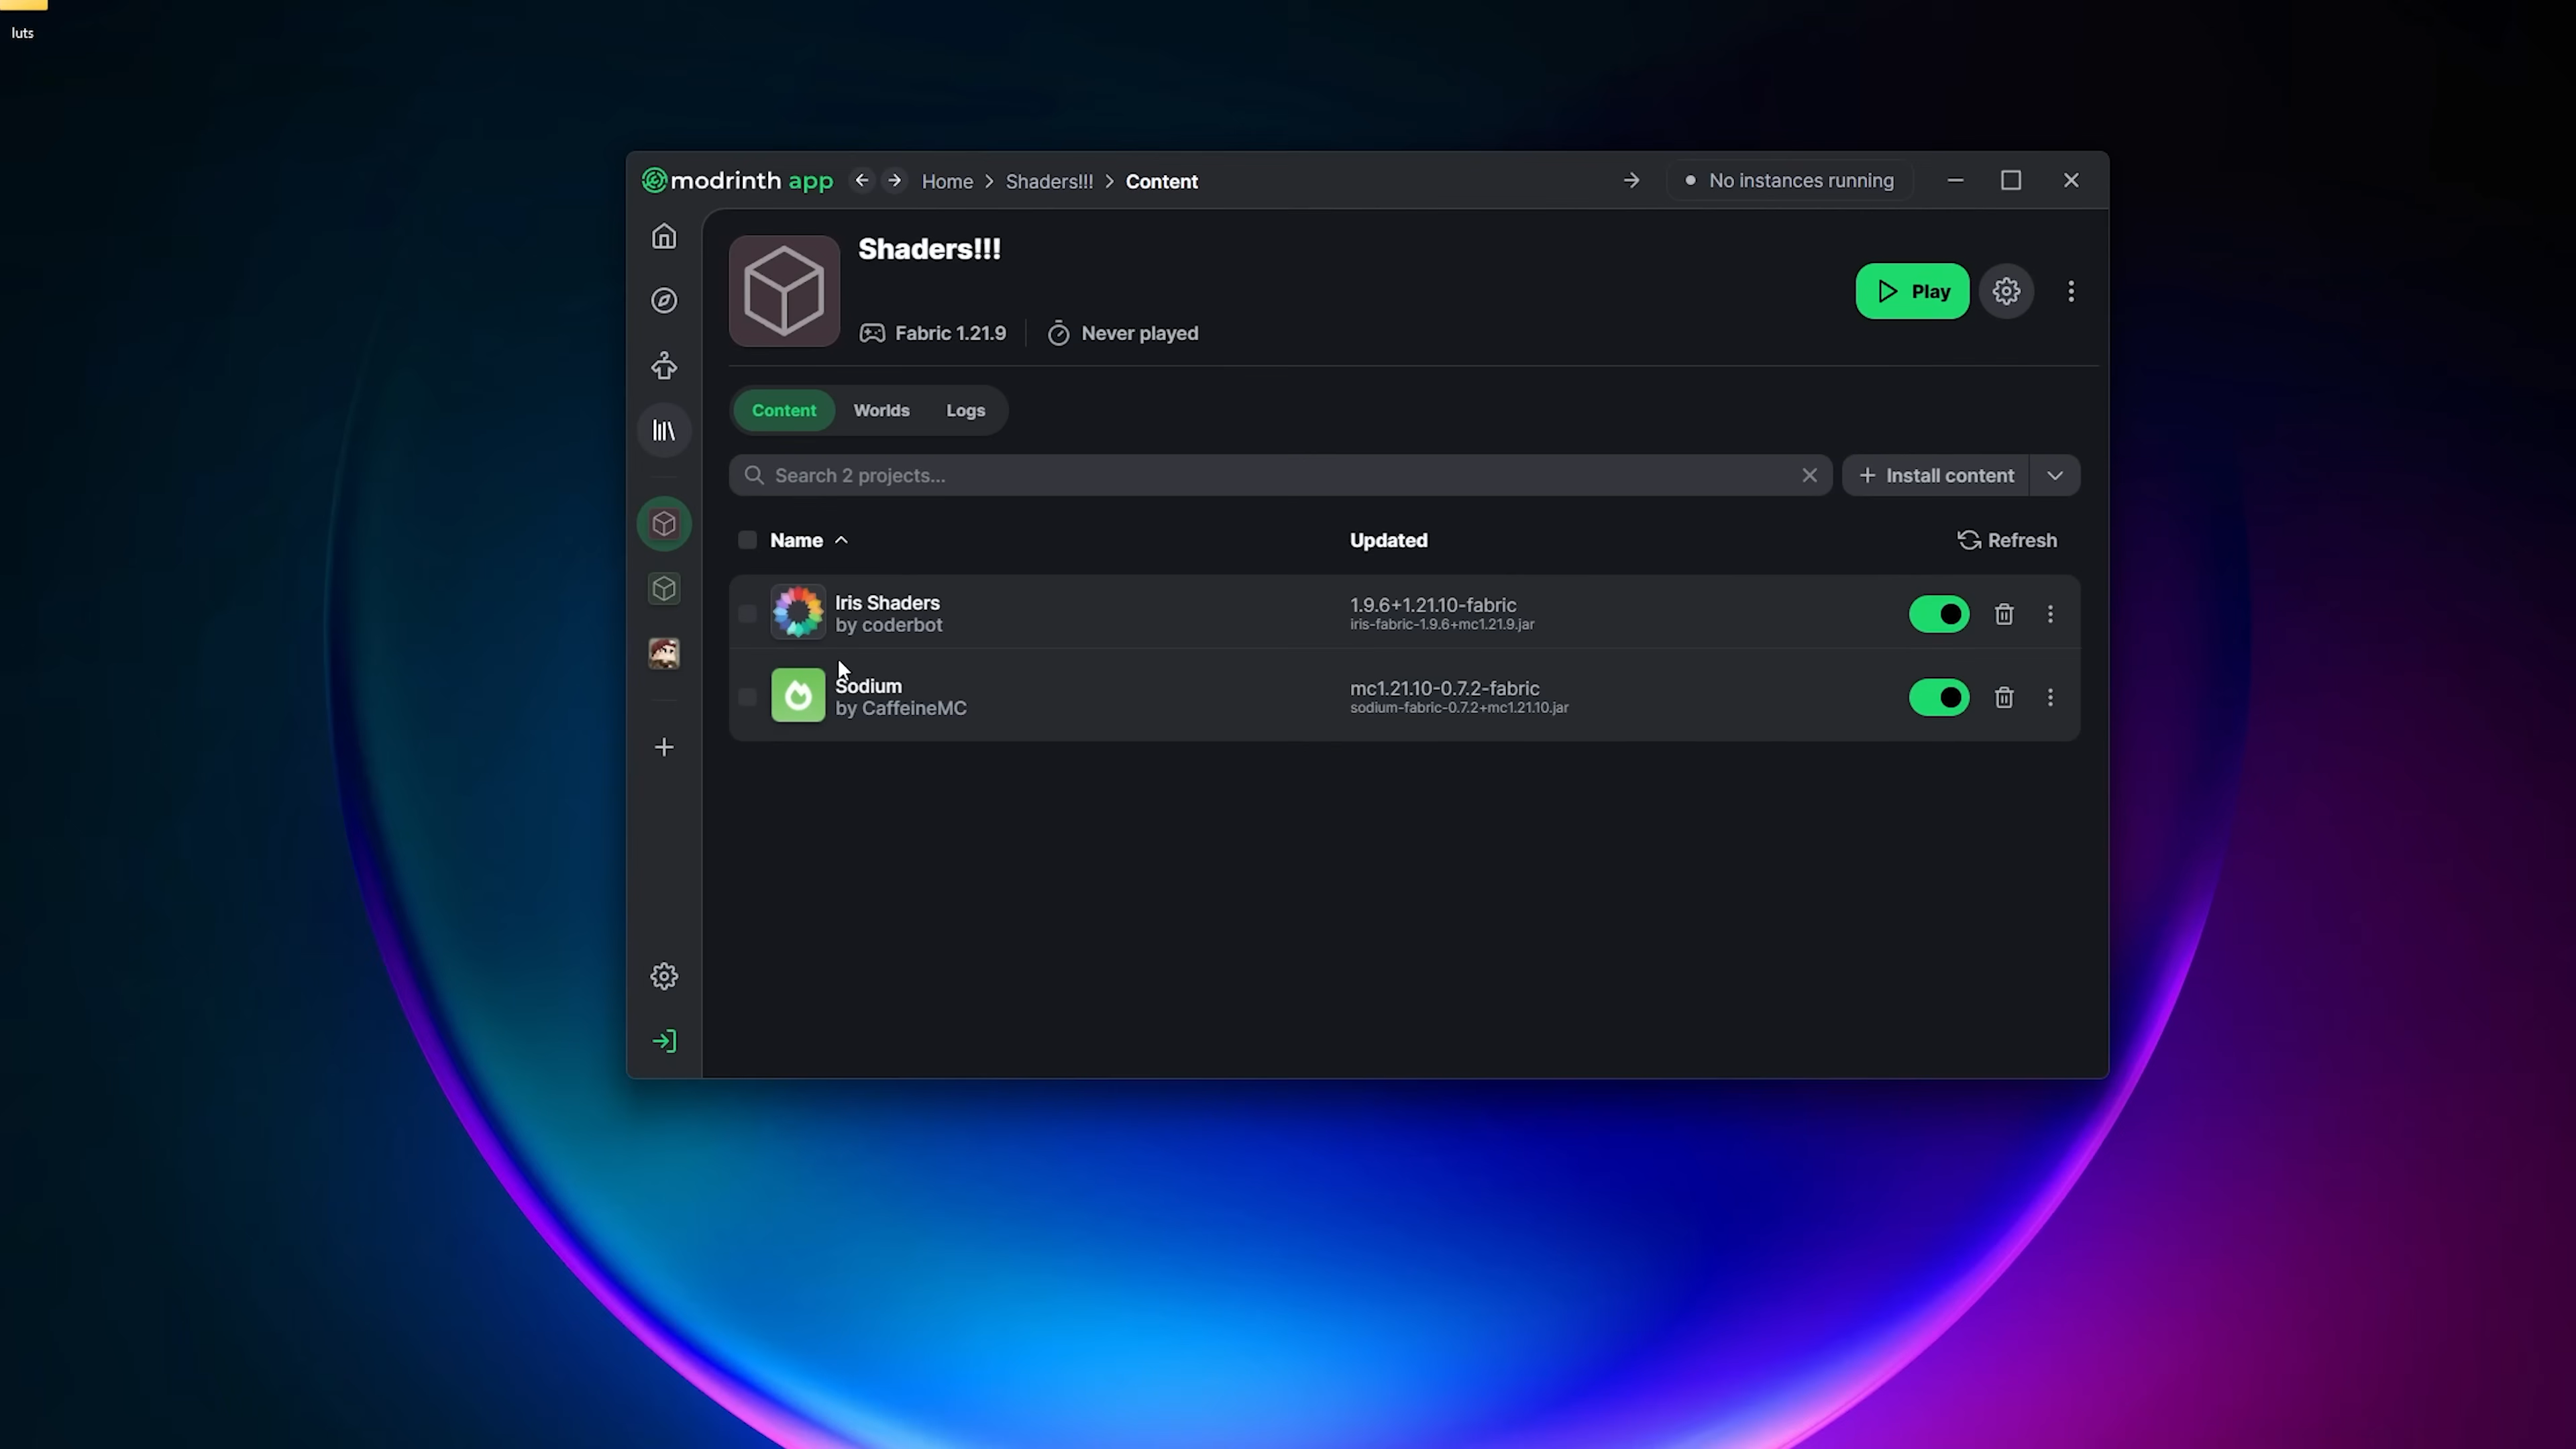 luts
modrinth app Home > Shaders!!! > Content No instances running
Shaders!!!
Fabric 1.21.9 Never played
Play
Content Worlds Logs
Search 2 projects... Install content
Name Updated Refresh
Iris Shaders
by coderbot
1.9.6+1.21.10-fabric
iris-fabric-1.9.6+mc1.21.9.jar
Sodium
by CaffeineMC
mc1.21.10-0.7.2-fabric
sodium-fabric-0.7.2+mc1.21.10.jar